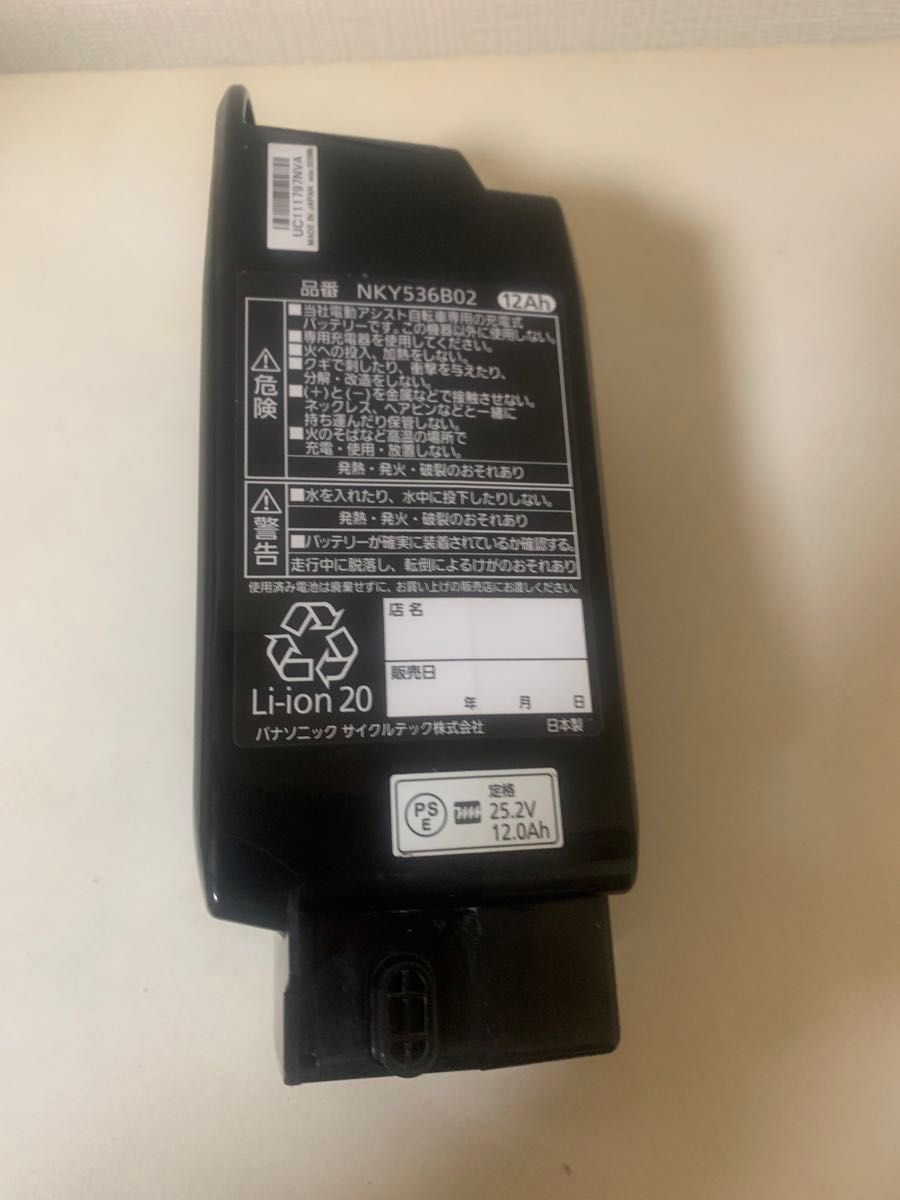 UC111797NVA
MADE IN JAPAN
品番 NKY536B02 12Ah
危険
■当社電動アシスト自転車専用の充電式
バッテリーです。この機器以外に使用しない。
■専用充電器を使用してください。
■火への投入、加熱をしない。
■クギで刺したり、衝撃を与えたり、
分解・改造をしない。
■(+)と(−)を金属などで接触させない。
ネックレス、ヘアピンなどと一緒に
持ち運んだり保管しない。
■火のそばなど高温の場所で
充電・使用・放置しない。
発熱・発火・破裂のおそれあり
警告
■水を入れたり、水中に投下したりしない。
発熱・発火・破裂のおそれあり
■バッテリーが確実に装着されているか確認する。
走行中に脱落し、転倒によるけがのおそれあり
使用済み電池は廃棄せずに、お買い上げの販売店にお渡しください。
店名
販売日
年 月 日
Li-ion 20
パナソニック サイクルテック株式会社 日本製
PS
E
定格
25.2V
12.0Ah